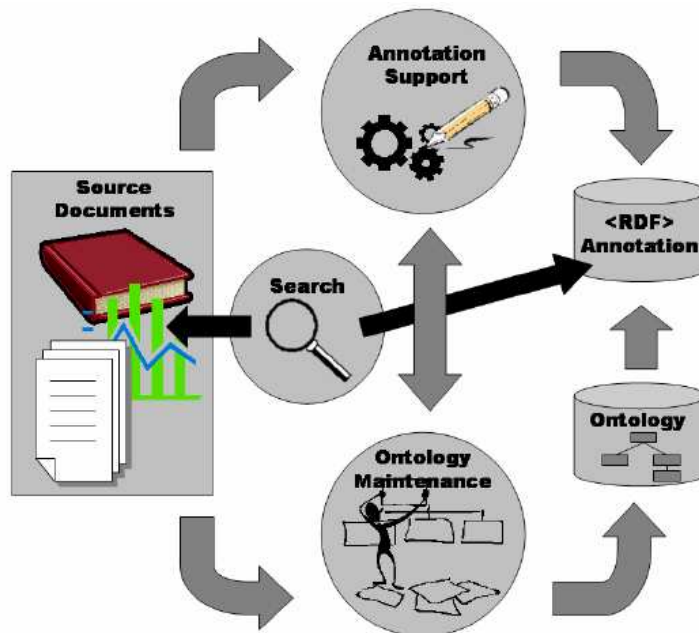 Annotation
Support
Source
Documents
<RDF>
Annotation
Search
Ontology
Ontology
Maintenance